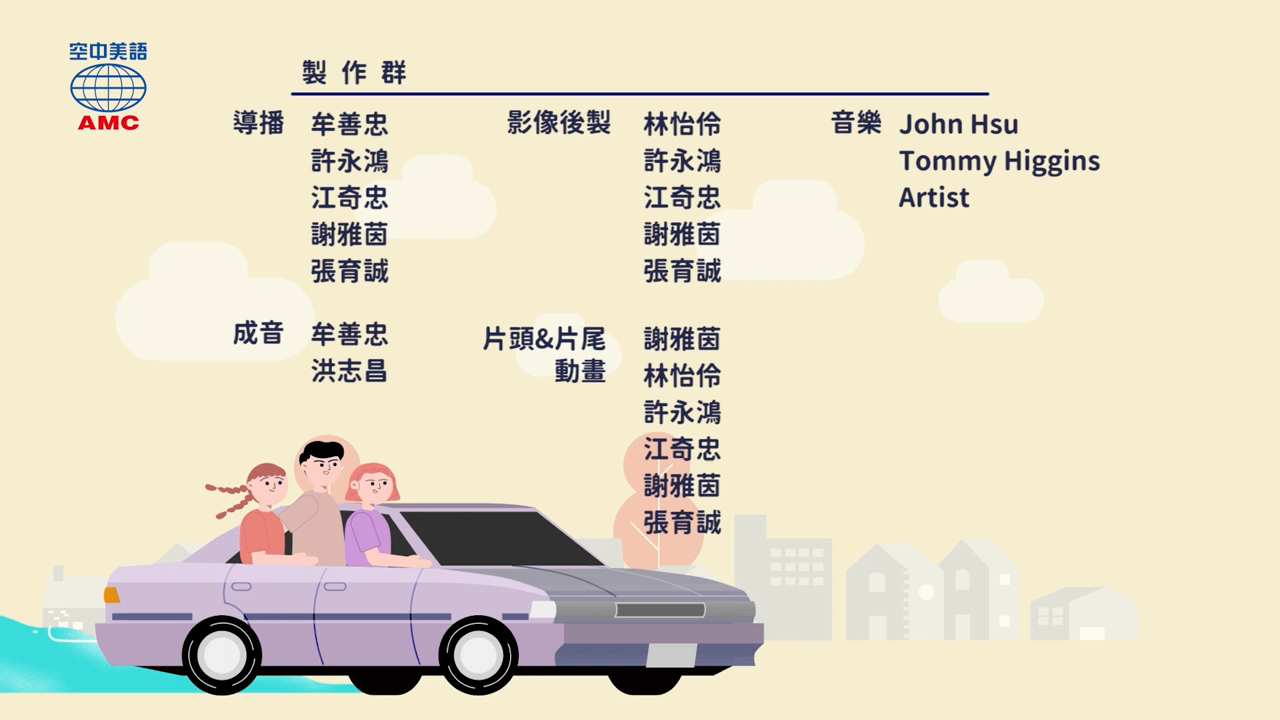 空中美語
AMC
製作群
導播
牟善忠
許永鴻
江奇忠
謝雅茵
張育誠
成音
牟善忠
洪志昌
影像後製
林怡伶
許永鴻
江奇忠
謝雅茵
張育誠
片頭&片尾
動畫
謝雅茵
林怡伶
許永鴻
江奇忠
謝雅茵
張育誠
音樂
John Hsu
Tommy Higgins
Artist